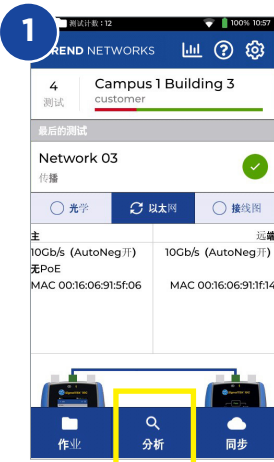 1
测试计数：12 100% 10:57
REND NETWORKS
4 Campus 1 Building 3
测试 customer
最后的测试
Network 03
传播
光学 以太网 接线图
主 远端
10Gb/s (AutoNeg开) 10Gb/s (AutoNeg开)
无PoE
MAC 00:16:06:91:5f:06 MAC 00:16:06:91:1f:14
作业 分析 同步